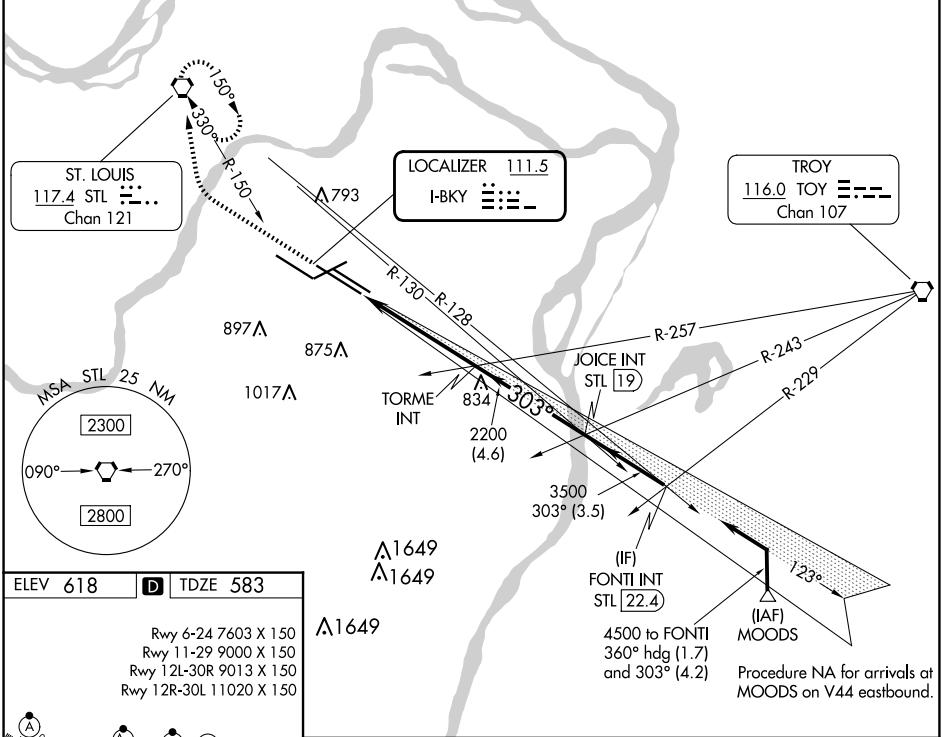 150°
330°
R-150
ST. LOUIS
117.4 STL
Chan 121
LOCALIZER 111.5
I-BKY
TROY
116.0 TOY
Chan 107
793
R-130
R-128
R-257
R-243
R-229
897
875
1017
834
TORME
INT
303°
JOICE INT
STL 19
2200
(4.6)
3500
303° (3.5)
MSA STL 25 NM
2300
090°
270°
2800
(IF)
FONTI INT
STL 22.4
123°
(IAF)
MOODS
1649
1649
1649
4500 to FONTI
360° hdg (1.7)
and 303° (4.2)
Procedure NA for arrivals at
MOODS on V44 eastbound.
ELEV 618 D TDZE 583
Rwy 6-24 7603 X 150
Rwy 11-29 9000 X 150
Rwy 12L-30R 9013 X 150
Rwy 12R-30L 11020 X 150
A